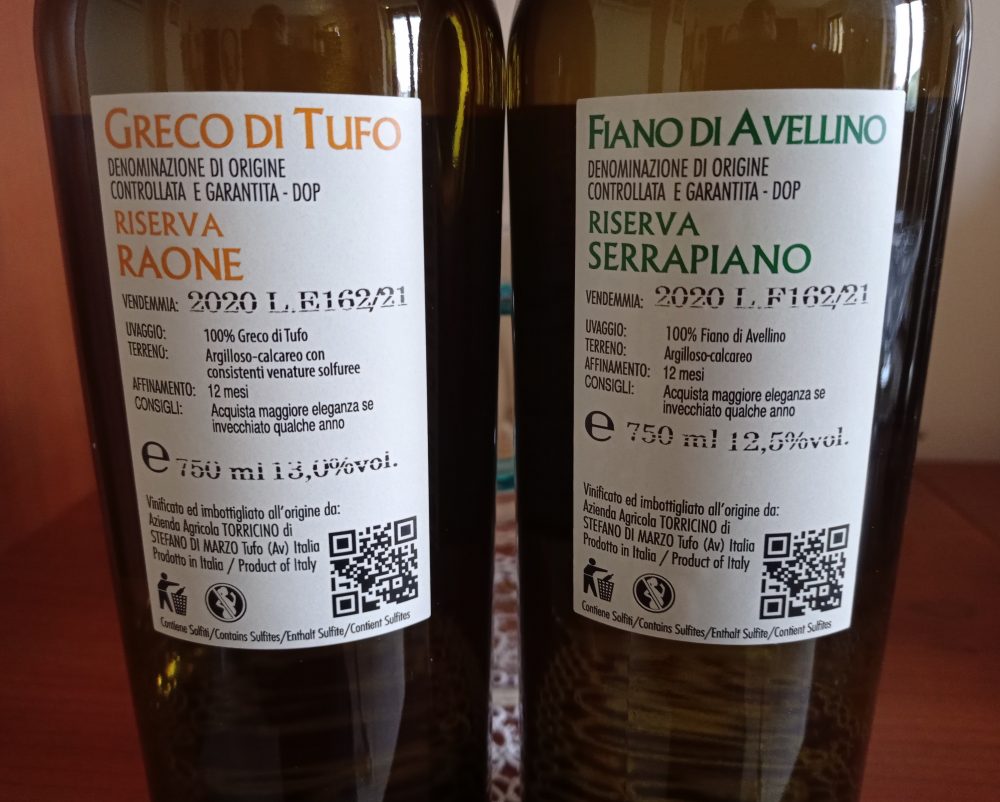 GRECO DI TUFO
DENOMINAZIONE DI ORIGINE
CONTROLLATA E GARANTITA - DOP
RISERVA
RAONE
VENDEMMIA: 2020 L.E162/21
UVAGGIO: 100% Greco di Tufo
TERRENO: Argilloso-calcareo con
consistenti venature solfuree
AFFINAMENTO: 12 mesi
CONSIGLI: Acquista maggiore eleganza se
invecchiato qualche anno
e 750 ml 13,0%vol.
Vinificato ed imbottigliato all'origine da:
Azienda Agricola TORRICINO di
STEFANO DI MARZO Tufo (Av) Italia
Prodotto in Italia / Product of Italy
Contiene Solfiti/Contains Sulfites/Enthalt Sulfite/Contient Sulfites
FIANO DI AVELLINO
DENOMINAZIONE DI ORIGINE
CONTROLLATA E GARANTITA - DOP
RISERVA
SERRAPIANO
VENDEMMIA: 2020 L.F162/21
UVAGGIO: 100% Fiano di Avellino
TERRENO: Argilloso-calcareo
AFFINAMENTO: 12 mesi
CONSIGLI: Acquista maggiore eleganza se
invecchiato qualche anno
e 750 ml 12,5%vol.
Vinificato ed imbottigliato all'origine da:
Azienda Agricola TORRICINO di
STEFANO DI MARZO Tufo (Av) Italia
Prodotto in Italia / Product of Italy
Contiene Solfiti/Contains Sulfites/Enthalt Sulfite/Contient Sulfites